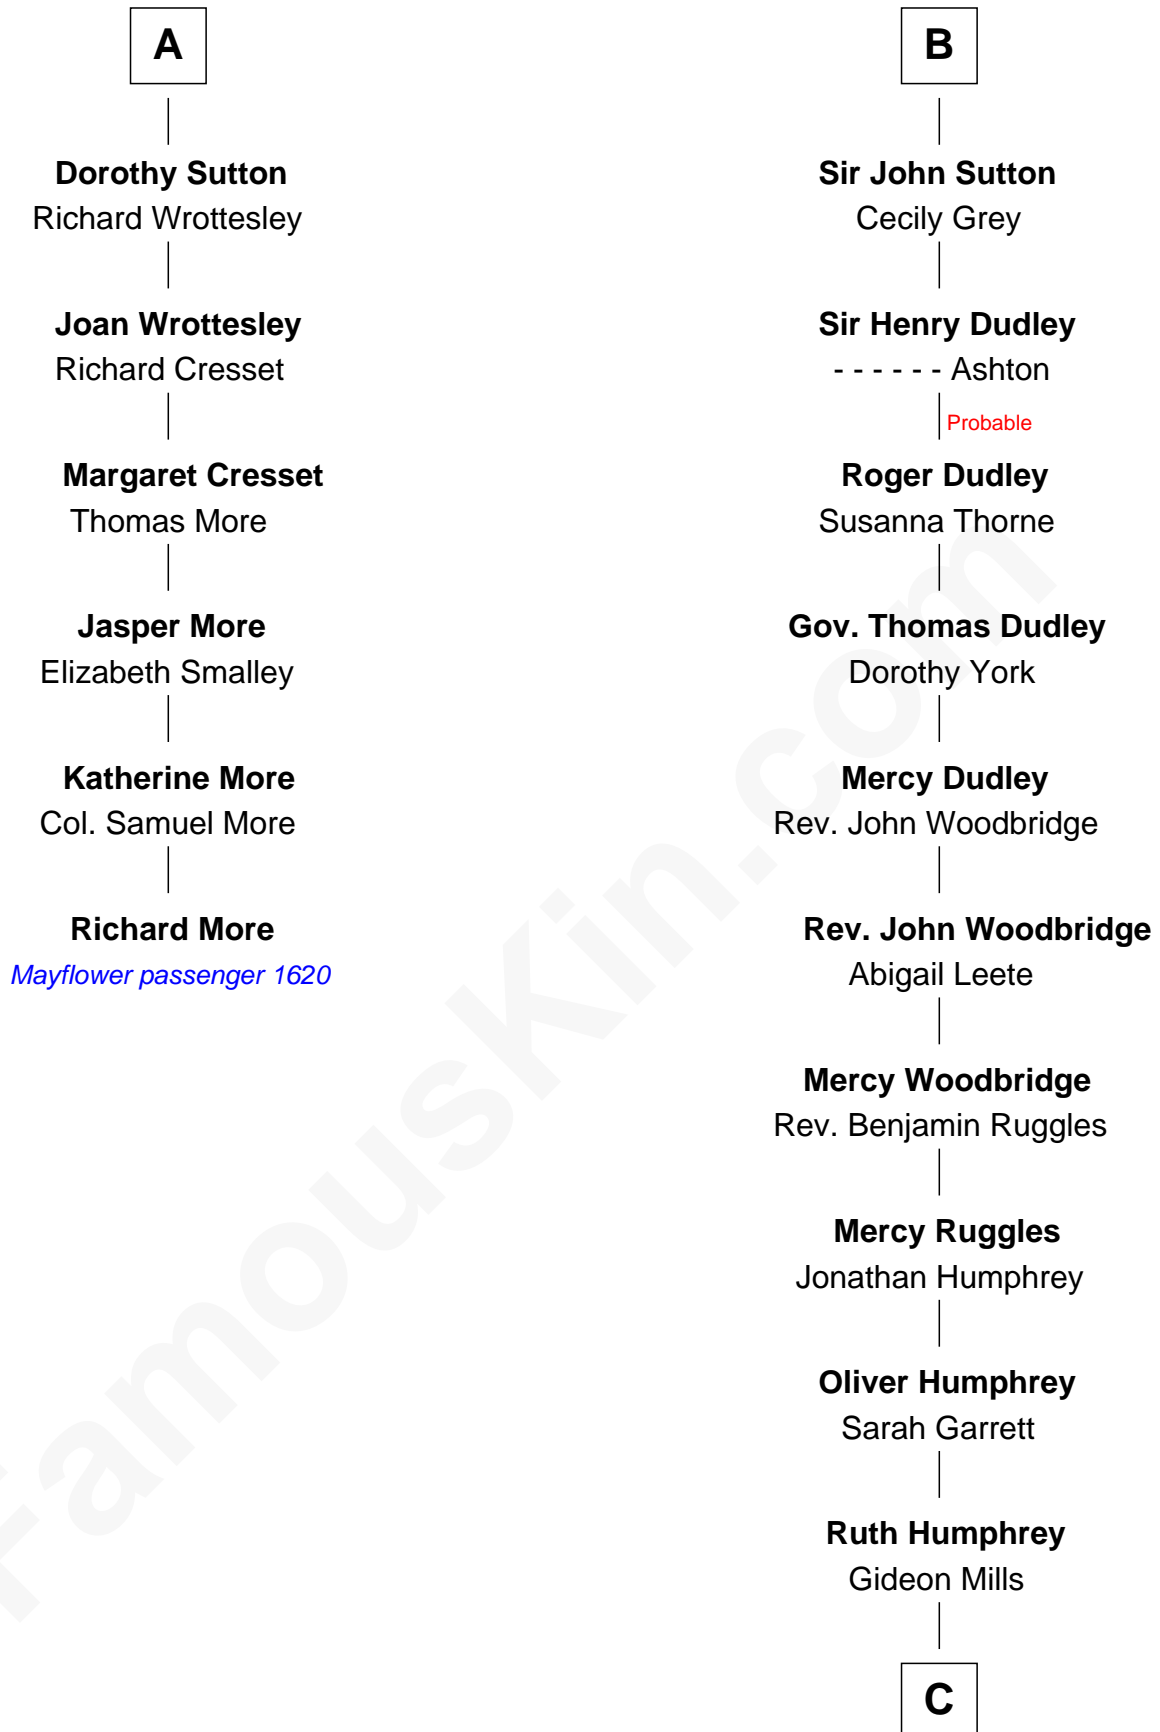 A
Dorothy Sutton
Richard Wrottesley
Joan Wrottesley
Richard Cresset
Margaret Cresset
Thomas More
Jasper More
Elizabeth Smalley
Katherine More
Col. Samuel More
Richard More
Mayflower passenger 1620
B
Sir John Sutton
Cecily Grey
Sir Henry Dudley
- - - - - - Ashton
Probable
Roger Dudley
Susanna Thorne
Gov. Thomas Dudley
Dorothy York
Mercy Dudley
Rev. John Woodbridge
Rev. John Woodbridge
Abigail Leete
Mercy Woodbridge
Rev. Benjamin Ruggles
Mercy Ruggles
Jonathan Humphrey
Oliver Humphrey
Sarah Garrett
Ruth Humphrey
Gideon Mills
C
FamousKin.com